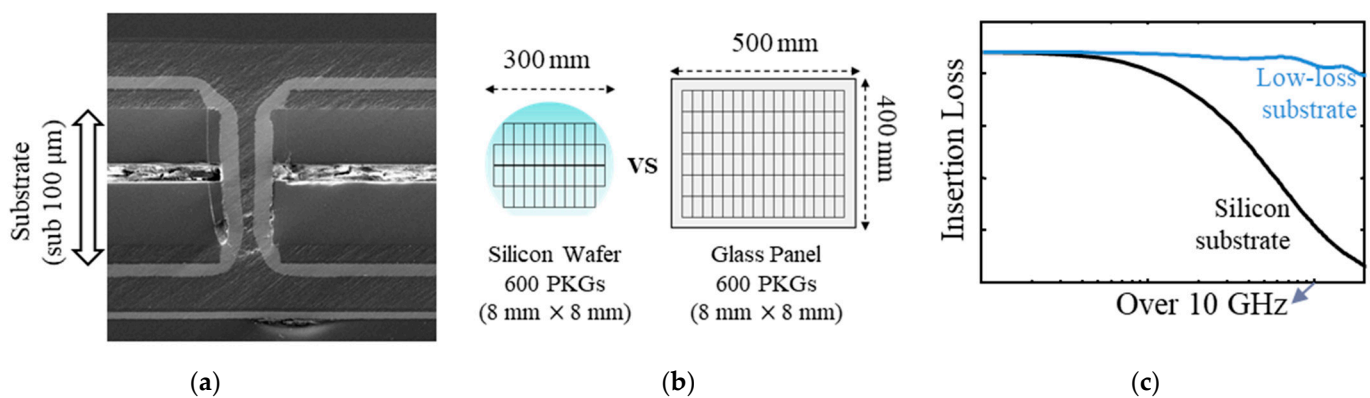 Substrate
(sub 100 μm)
300 mm
500 mm
400 mm
vs
Silicon Wafer
600 PKGs
(8 mm × 8 mm)
Glass Panel
600 PKGs
(8 mm × 8 mm)
Insertion Loss
Low-loss
substrate
Silicon
substrate
Over 10 GHz
(a)
(b)
(c)